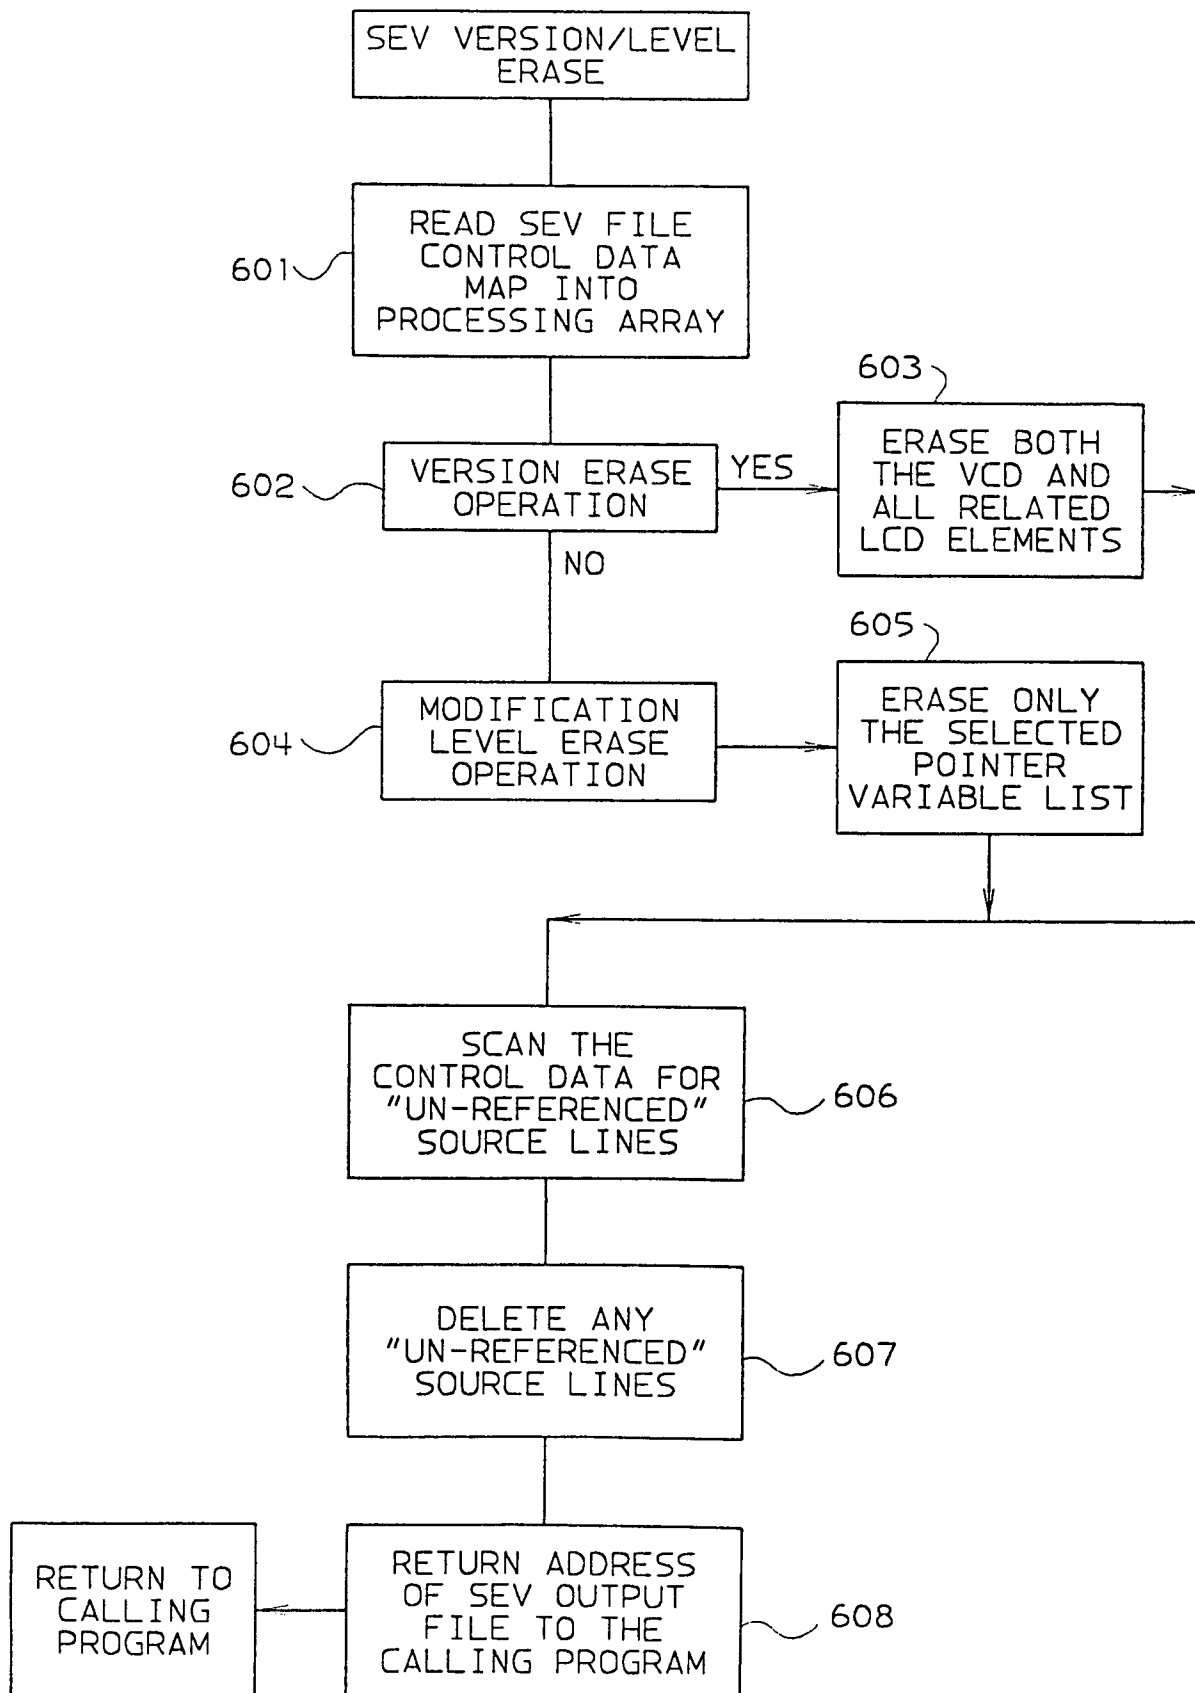 SEV VERSION/LEVEL
ERASE
READ SEV FILE
CONTROL DATA
MAP INTO
PROCESSING ARRAY
601
603
ERASE BOTH
THE VCD AND
ALL RELATED
LCD ELEMENTS
VERSION ERASE
OPERATION
YES
602
NO
605
ERASE ONLY
THE SELECTED
POINTER
VARIABLE LIST
MODIFICATION
LEVEL ERASE
OPERATION
604
SCAN THE
CONTROL DATA FOR
"UN-REFERENCED"
SOURCE LINES
606
DELETE ANY
"UN-REFERENCED"
SOURCE LINES
607
RETURN TO
CALLING
PROGRAM
RETURN ADDRESS
OF SEV OUTPUT
FILE TO THE
CALLING PROGRAM
608